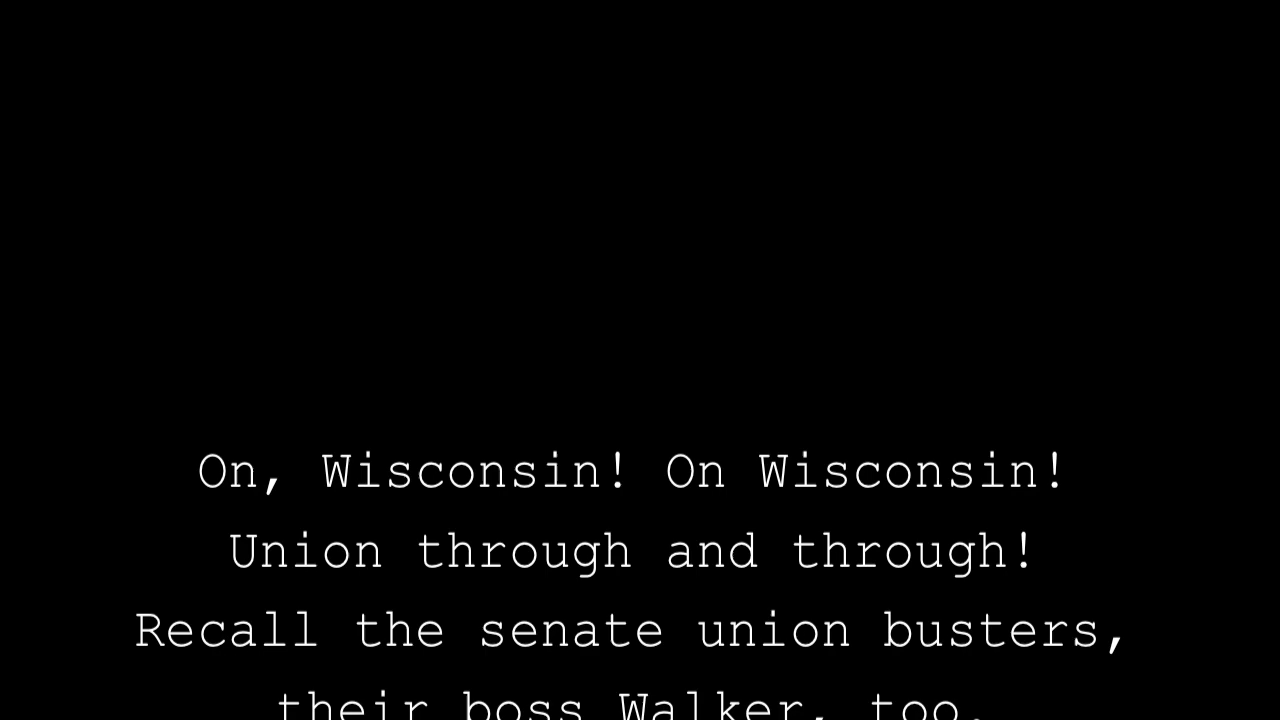 On, Wisconsin! On Wisconsin!
Union through and through!
Recall the senate union busters,
their boss Walker, too.